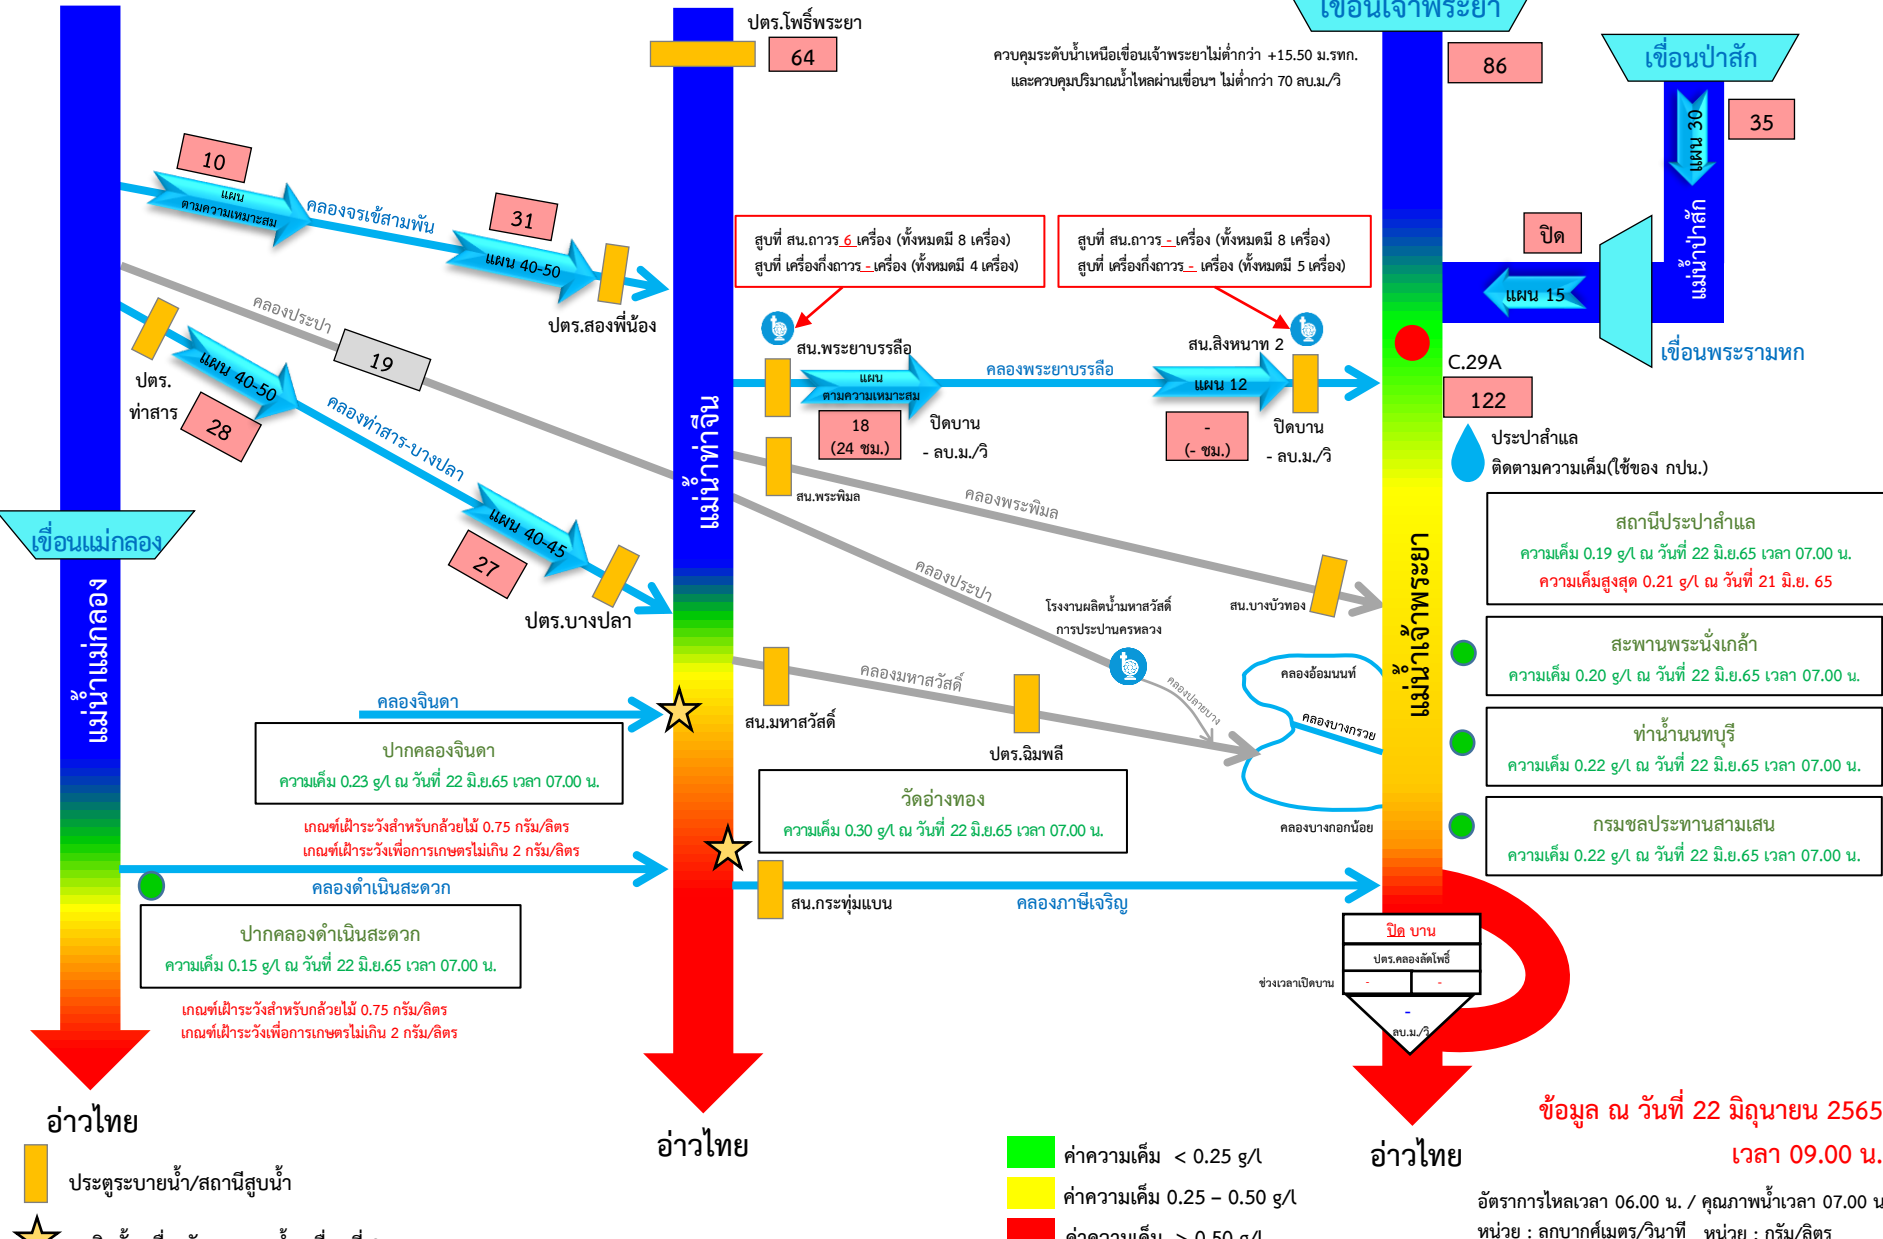 เขื่อนเจ้าพระยา
ปตร.โพธิ์พระยา
64
ควบคุมระดับน้ำเหนือเขื่อนเจ้าพระยาไม่ต่ำกว่า +15.50 ม.รทก.
และควบคุมปริมาณน้ำไหลผ่านเขื่อนฯ ไม่ต่ำกว่า 70 ลบ.ม./วิ
86
เขื่อนป่าสัก
35
แผน 30
แม่น้ำป่าสัก
ปิด
แผน 15
เขื่อนพระรามหก
10
แผน
ตามความเหมาะสม
คลองจรเข้สามพัน
31
แผน 40-50
ปตร.สองพี่น้อง
สูบที่ สน.ถาวร 6 เครื่อง (ทั้งหมดมี 8 เครื่อง)
สูบที่ เครื่องกึ่งถาวร - เครื่อง (ทั้งหมดมี 4 เครื่อง)
สูบที่ สน.ถาวร - เครื่อง (ทั้งหมดมี 8 เครื่อง)
สูบที่ เครื่องกึ่งถาวร - เครื่อง (ทั้งหมดมี 5 เครื่อง)
คลองประปา
19
ปตร.
ท่าสาร
แผน 40-50
28
คลองท่าสาร-บางปลา
แผน 40-45
27
ปตร.บางปลา
แม่น้ำท่าจีน
สน.พระยาบรรลือ
แผน
ตามความเหมาะสม
18
(24 ชม.)
ปิดบาน
- ลบ.ม./วิ
คลองพระยาบรรลือ
สน.สิงหนาท 2
แผน 12
-
(- ชม.)
ปิดบาน
- ลบ.ม./วิ
C.29A
122
ประปาสำแล
ติดตามความเค็ม(ใช้ของ กปน.)
สน.พระพิมล
คลองพระพิมล
สน.บางบัวทอง
สถานีประปาสำแล
ความเค็ม 0.19 g/l ณ วันที่ 22 มิ.ย.65 เวลา 07.00 น.
ความเค็มสูงสุด 0.21 g/l ณ วันที่ 21 มิ.ย. 65
เขื่อนแม่กลอง
แม่น้ำแม่กลอง
คลองประปา
โรงงานผลิตน้ำมหาสวัสดิ์
การประปานครหลวง
แม่น้ำเจ้าพระยา
สะพานพระนั่งเกล้า
ความเค็ม 0.20 g/l ณ วันที่ 22 มิ.ย.65 เวลา 07.00 น.
คลองจินดา
สน.มหาสวัสดิ์
คลองมหาสวัสดิ์
ปตร.ฉิมพลี
คลองปลายบาง
คลองอ้อมนนท์
คลองบางกรวย
คลองบางกอกน้อย
ท่าน้ำนนทบุรี
ความเค็ม 0.22 g/l ณ วันที่ 22 มิ.ย.65 เวลา 07.00 น.
ปากคลองจินดา
ความเค็ม 0.23 g/l ณ วันที่ 22 มิ.ย.65 เวลา 07.00 น.
เกณฑ์เฝ้าระวังสำหรับกล้วยไม้ 0.75 กรัม/ลิตร
เกณฑ์เฝ้าระวังเพื่อการเกษตรไม่เกิน 2 กรัม/ลิตร
วัดอ่างทอง
ความเค็ม 0.30 g/l ณ วันที่ 22 มิ.ย.65 เวลา 07.00 น.
กรมชลประทานสามเสน
ความเค็ม 0.22 g/l ณ วันที่ 22 มิ.ย.65 เวลา 07.00 น.
คลองดำเนินสะดวก
สน.กระทุ่มแบน
คลองภาษีเจริญ
ปากคลองดำเนินสะดวก
ความเค็ม 0.15 g/l ณ วันที่ 22 มิ.ย.65 เวลา 07.00 น.
เกณฑ์เฝ้าระวังสำหรับกล้วยไม้ 0.75 กรัม/ลิตร
เกณฑ์เฝ้าระวังเพื่อการเกษตรไม่เกิน 2 กรัม/ลิตร
ปิด บาน
ปตร.คลองลัดโพธิ์
ช่วงเวลาเปิดบาน
- -
-
ลบ.ม./วิ
อ่าวไทย
อ่าวไทย
อ่าวไทย
ข้อมูล ณ วันที่ 22 มิถุนายน 2565
เวลา 09.00 น.
ประตูระบายน้ำ/สถานีสูบน้ำ
ค่าความเค็ม < 0.25 g/l
ค่าความเค็ม 0.25 – 0.50 g/l
ค่าความเค็ม > 0.50 g/l
อัตราการไหลเวลา 06.00 น. / คุณภาพน้ำเวลา 07.00 น
หน่วย : ลูกบากศ์เมตร/วินาที หน่วย : กรัม/ลิตร